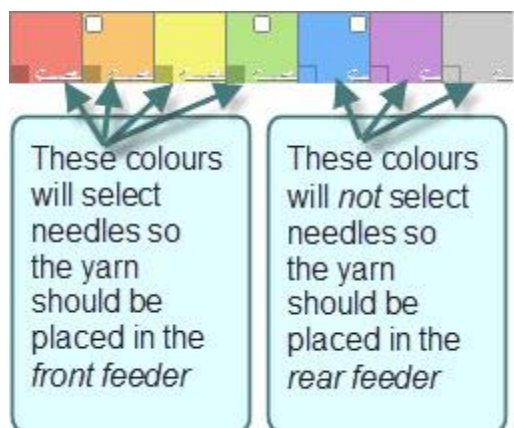 These colours
will select
needles so
the yarn
should be
placed in the
front feeder
These colours
will not select
needles so
the yarn
should be
placed in the
rear feeder